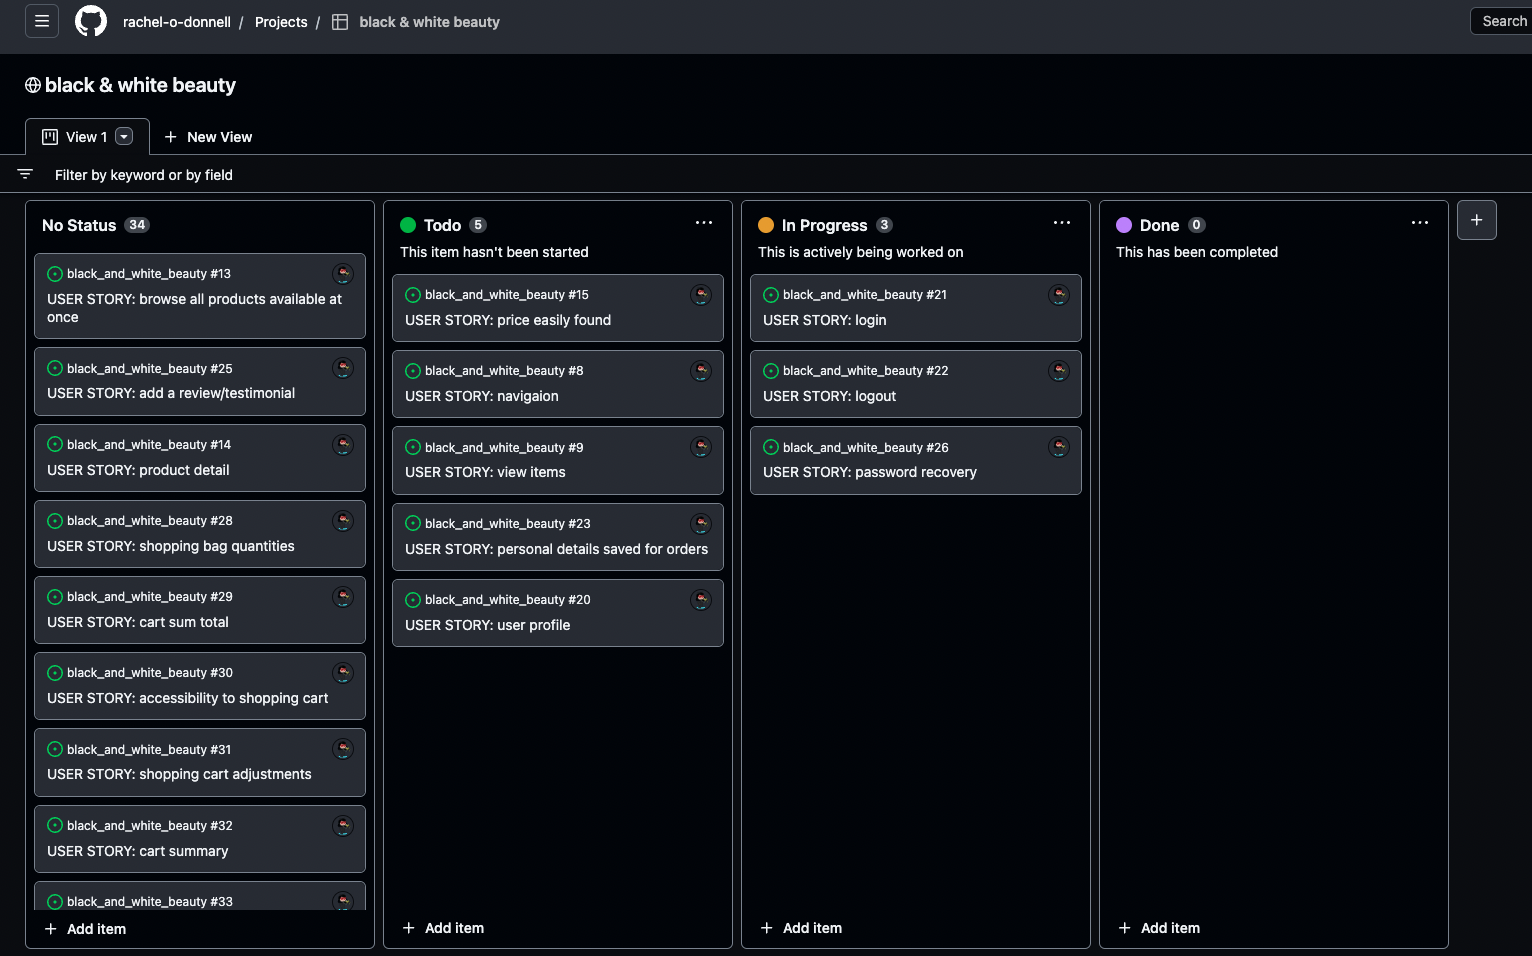 rachel-o-donnell / Projects / black & white beauty
Search
black & white beauty
View 1
New View
Filter by keyword or by field
No Status 34
black_and_white_beauty #13
USER STORY: browse all products available at
once
black_and_white_beauty #25
USER STORY: add a review/testimonial
black_and_white_beauty #14
USER STORY: product detail
black_and_white_beauty #28
USER STORY: shopping bag quantities
black_and_white_beauty #29
USER STORY: cart sum total
black_and_white_beauty #30
USER STORY: accessibility to shopping cart
black_and_white_beauty #31
USER STORY: shopping cart adjustments
black_and_white_beauty #32
USER STORY: cart summary
black_and_white_beauty #33
+ Add item
Todo 5
This item hasn't been started
black_and_white_beauty #15
USER STORY: price easily found
black_and_white_beauty #8
USER STORY: navigaion
black_and_white_beauty #9
USER STORY: view items
black_and_white_beauty #23
USER STORY: personal details saved for orders
black_and_white_beauty #20
USER STORY: user profile
+ Add item
In Progress 3
This is actively being worked on
black_and_white_beauty #21
USER STORY: login
black_and_white_beauty #22
USER STORY: logout
black_and_white_beauty #26
USER STORY: password recovery
+ Add item
Done 0
This has been completed
+ Add item